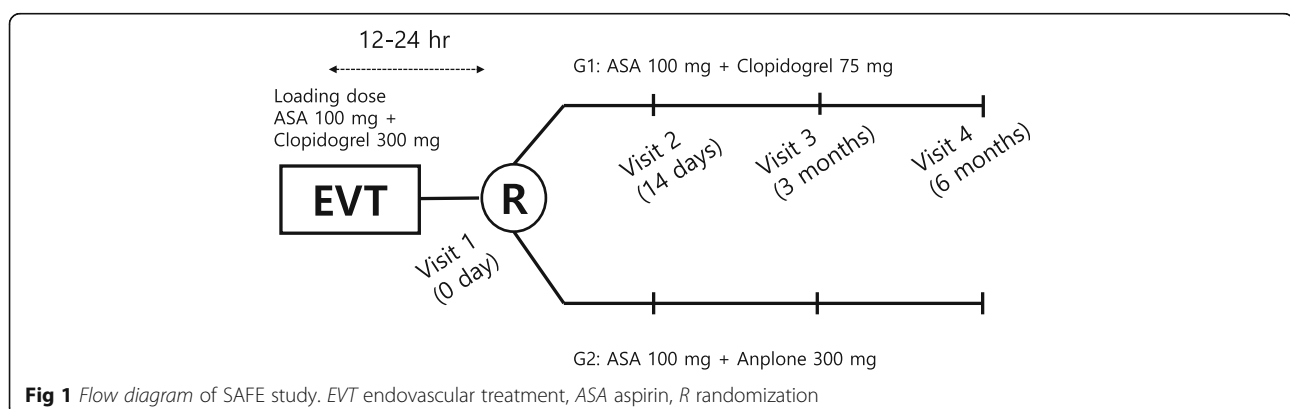 12-24 hr
G1: ASA 100 mg + Clopidogrel 75 mg
Loading dose
ASA 100 mg +
Clopidogrel 300 mg
EVT
R
Visit 1
(0 day)
Visit 2
(14 days)
Visit 3
(3 months)
Visit 4
(6 months)
G2: ASA 100 mg + Anplone 300 mg
Fig 1 Flow diagram of SAFE study. EVT endovascular treatment, ASA aspirin, R randomization